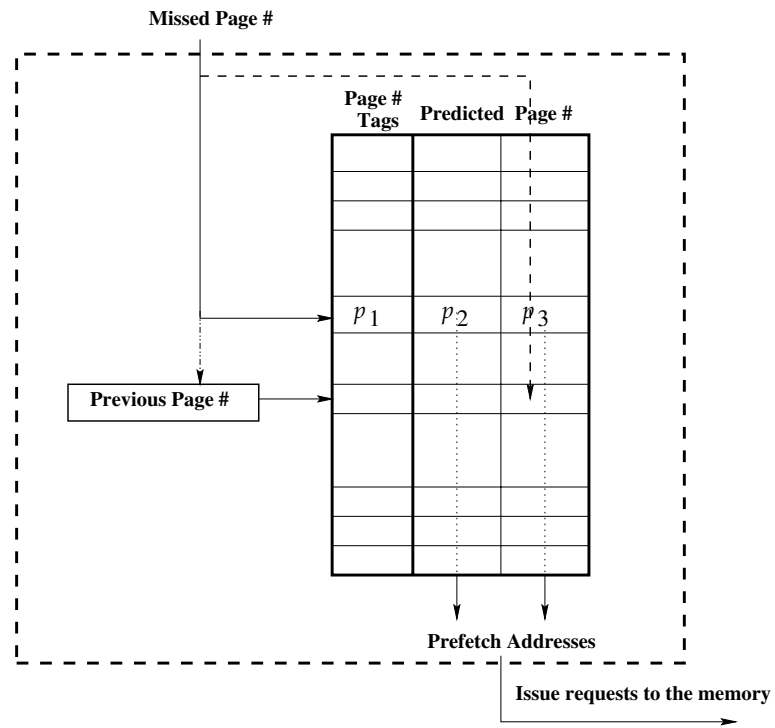 Missed Page #
Page #
Tags
Predicted Page #
p1 p2 p3
Previous Page #
Prefetch Addresses
Issue requests to the memory